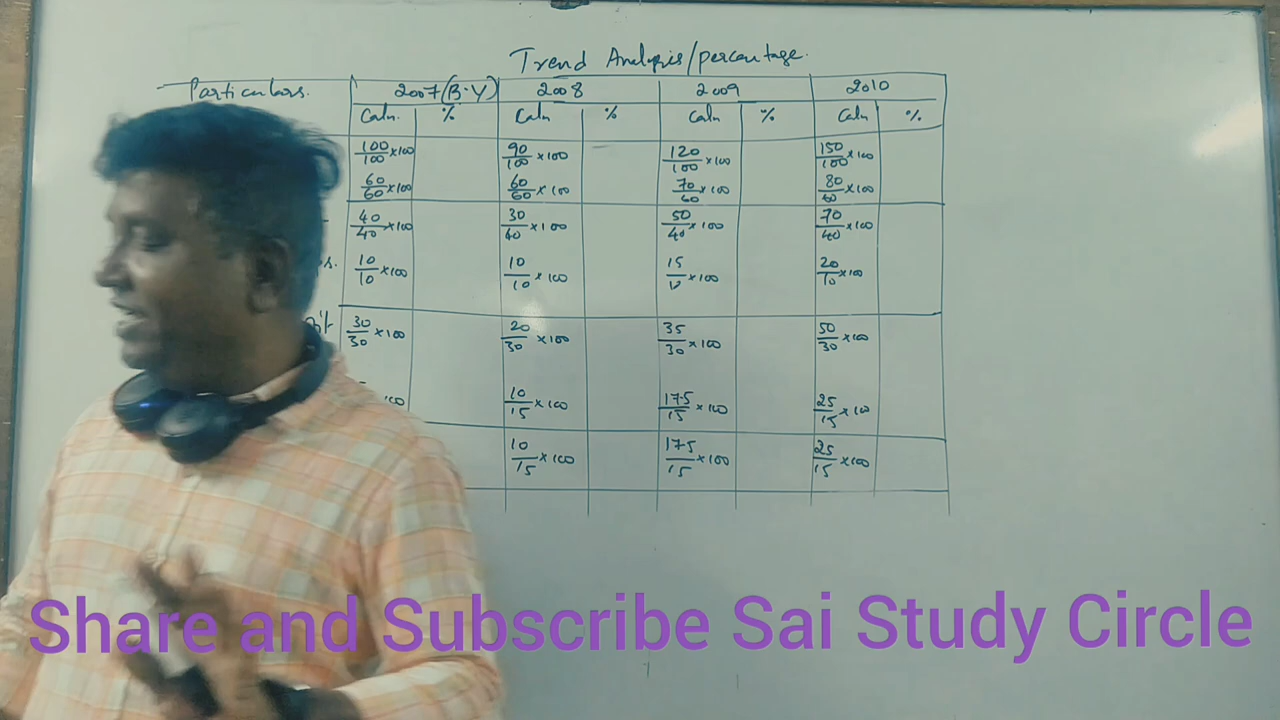 Trend Analysis/percentage.
Particulars. 2007(B.Y) 2008 2009 2010
Caln. % Caln % Caln % Caln %
100/100 ×100 90/100 ×100 120/100 ×100 150/100 ×100
60/60 ×100 60/60 ×100 70/60 ×100 80/60 ×100
40/40 ×100 30/40 ×100 50/40 ×100 70/40 ×100
10/10 ×100 10/10 ×100 15/10 ×100 20/10 ×100
30/30 ×100 20/30 ×100 35/30 ×100 50/30 ×100
100 10/15 ×100 17.5/15 ×100 25/15 ×100
10/15 ×100 17.5/15 ×100 25/15 ×100
Share and Subscribe Sai Study Circle